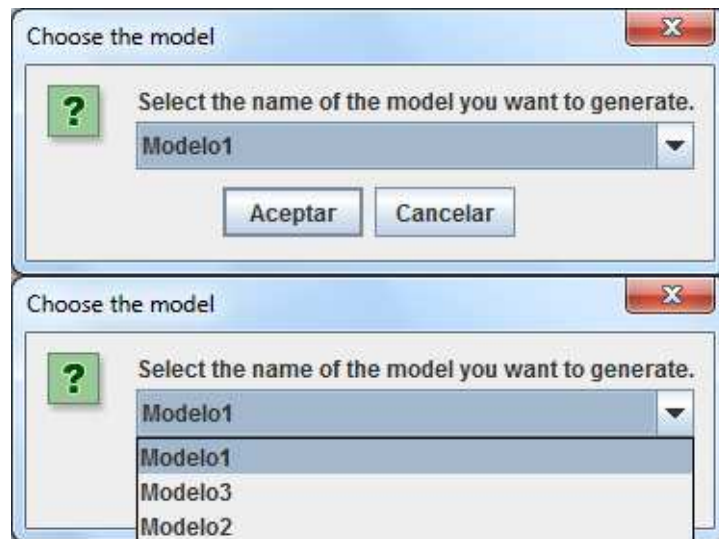 Choose the model
Select the name of the model you want to generate.
Modelo1
Aceptar Cancelar
Choose the model
Select the name of the model you want to generate.
Modelo1
Modelo1
Modelo3
Modelo2